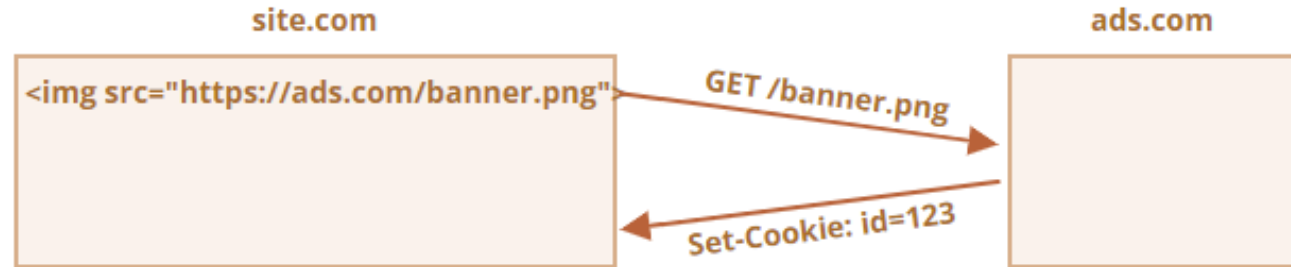 site.com
ads.com
<img src="https://ads.com/banner.png">
GET /banner.png
Set-Cookie: id=123